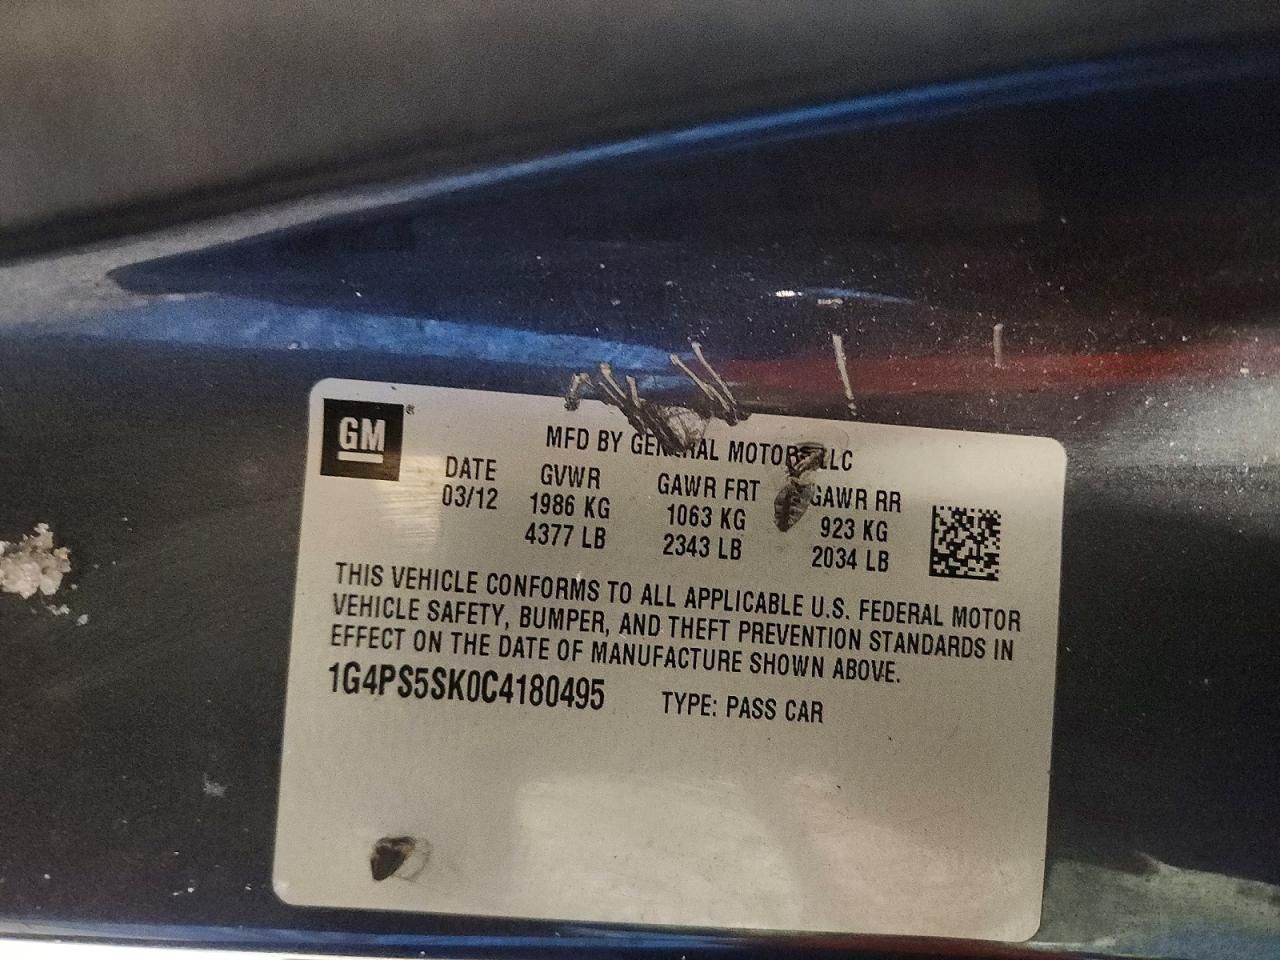 GM®
MFD BY GENERAL MOTORS LLC
DATE GVWR GAWR FRT GAWR RR
03/12 1986 KG 1063 KG 923 KG
4377 LB 2343 LB 2034 LB
THIS VEHICLE CONFORMS TO ALL APPLICABLE U.S. FEDERAL MOTOR
VEHICLE SAFETY, BUMPER, AND THEFT PREVENTION STANDARDS IN
EFFECT ON THE DATE OF MANUFACTURE SHOWN ABOVE.
1G4PS5SK0C4180495 TYPE: PASS CAR